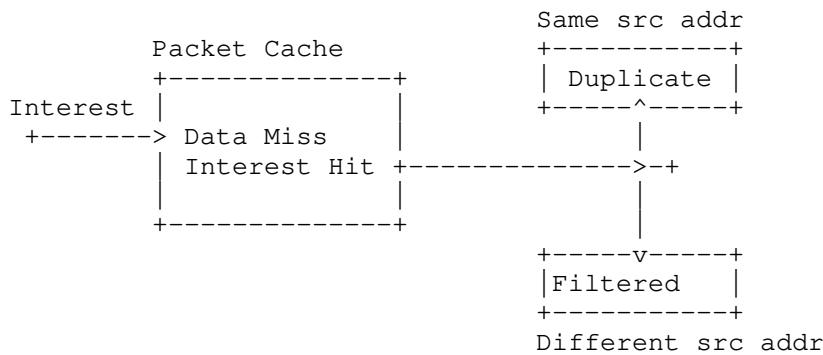 Same src addr
Packet Cache
Duplicate
Interest
Data Miss
Interest Hit
Filtered
Different src addr